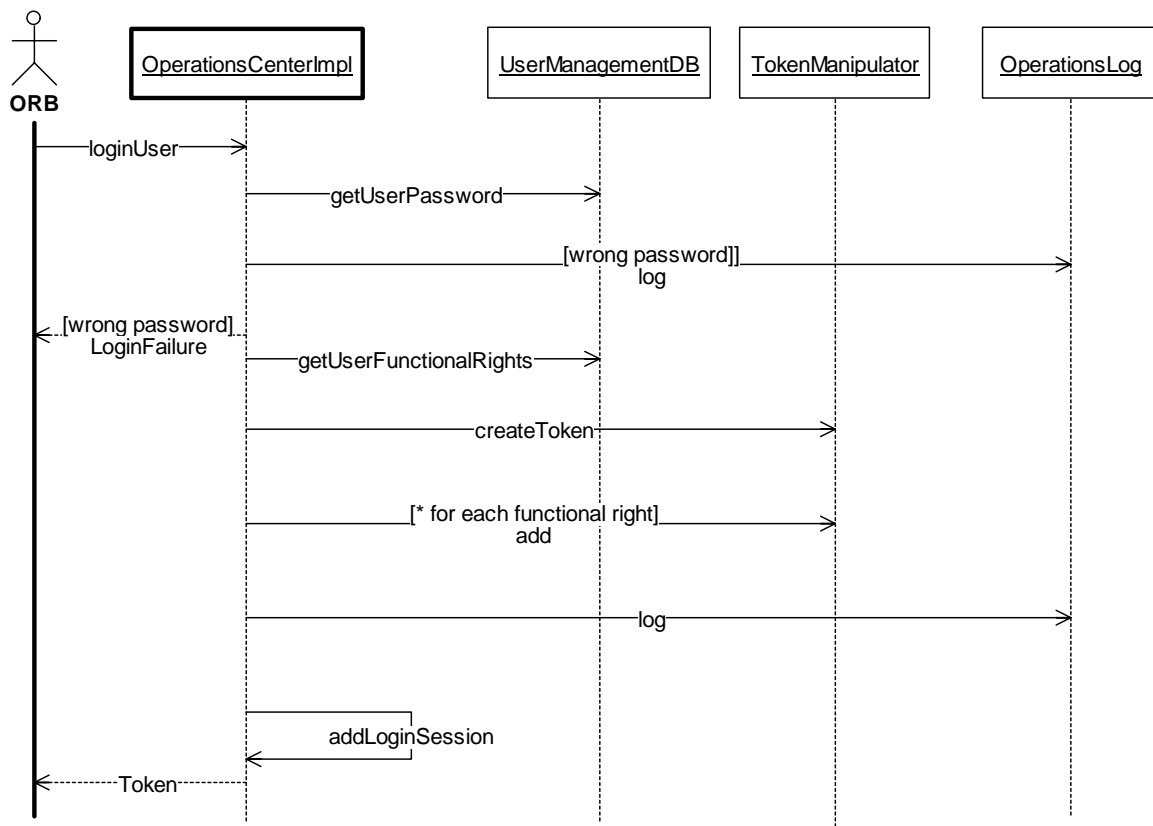 OperationsCenterImpl
UserManagementDB
TokenManipulator
OperationsLog
ORB
loginUser
getUserPassword
[wrong password]]
log
[wrong password]
LoginFailure
getUserFunctionalRights
createToken
[* for each functional right]
add
log
addLoginSession
Token